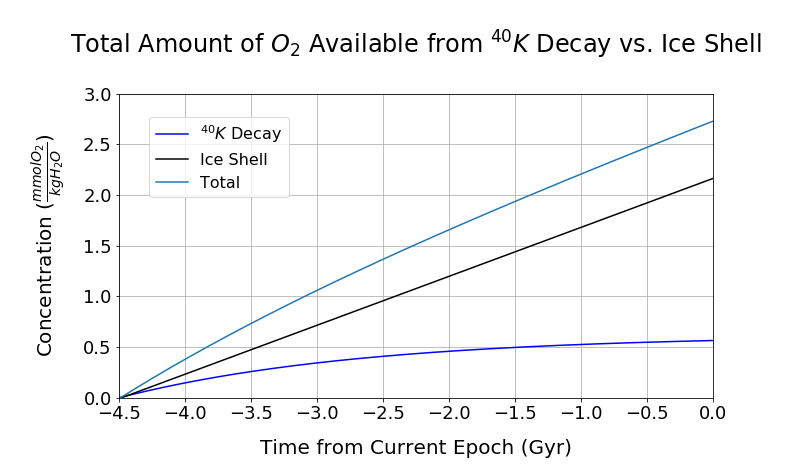 Total Amount of O₂ Available from ⁴⁰K Decay vs. Ice Shell
3.0
2.5
2.0
1.5
1.0
0.5
0.0
Concentration (mmolO₂/kgH₂O)
⁴⁰K Decay
Ice Shell
Total
−4.5 −4.0 −3.5 −3.0 −2.5 −2.0 −1.5 −1.0 −0.5 0.0
Time from Current Epoch (Gyr)